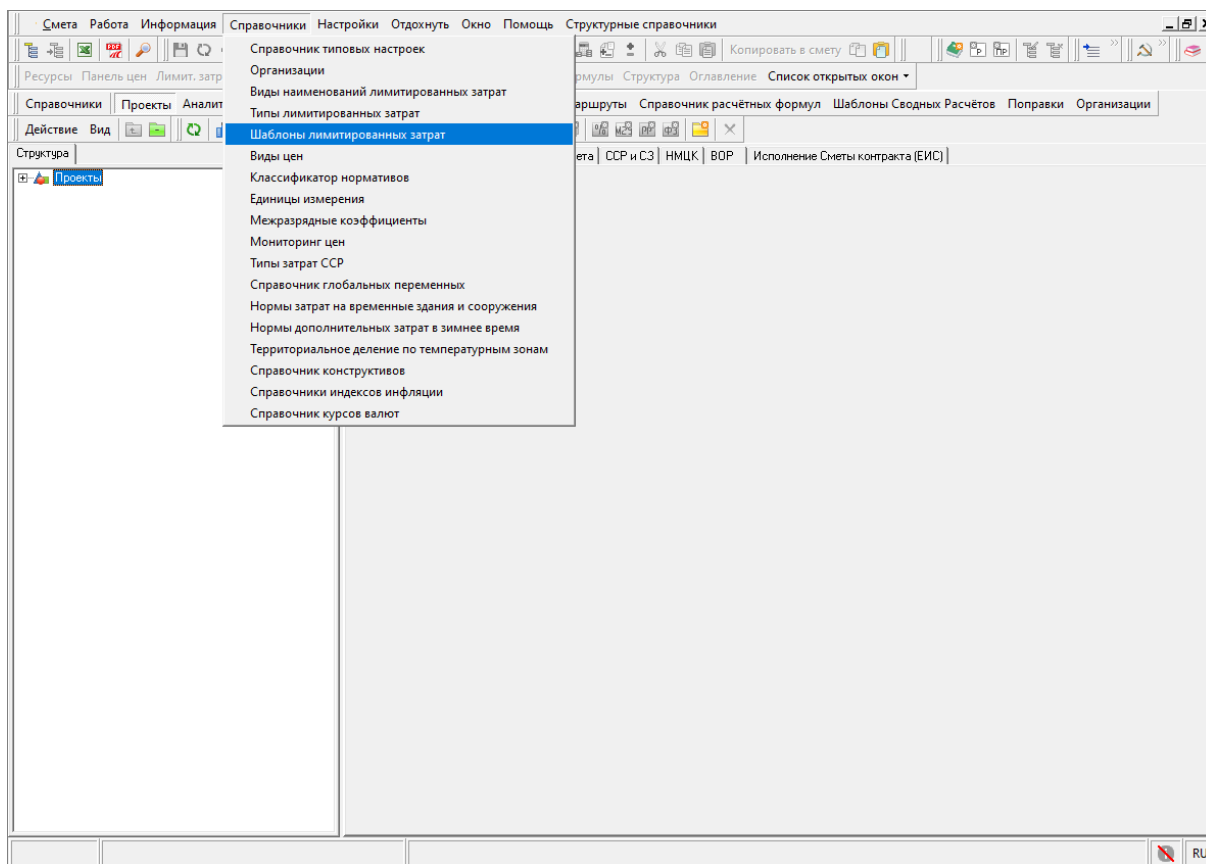 Смета Работа Информация Справочники Настройки Отдохнуть Окно Помощь Структурные справочники
Копировать в смету
Ресурсы Панель цен Лимит. Структура Оглавление Список открытых окон
Справочники Проекты Справочник расчётных формул Шаблоны Сводных Расчётов Поправки Организации
Действие Вид
Структура ССР и СЗ НМЦК ВОР Исполнение Сметы контракта (ЕИС)
Проекты
Справочник типовых настроек
Организации
Виды наименований лимитированных затрат
Типы лимитированных затрат
Шаблоны лимитированных затрат
Виды цен
Классификатор нормативов
Единицы измерения
Межразрядные коэффициенты
Мониторинг цен
Типы затрат ССР
Справочник глобальных переменных
Нормы затрат на временные здания и сооружения
Нормы дополнительных затрат в зимнее время
Территориальное деление по температурным зонам
Справочник конструктивов
Справочники индексов инфляции
Справочник курсов валют
RU